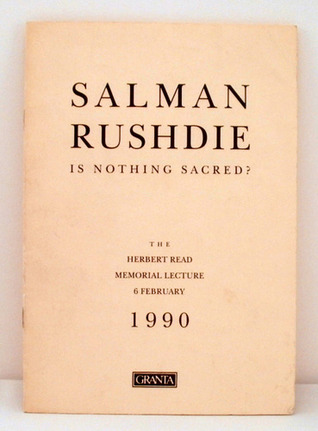 SALMAN
RUSHDIE
IS NOTHING SACRED?
THE
HERBERT READ
MEMORIAL LECTURE
6 FEBRUARY
1990
GRANTA